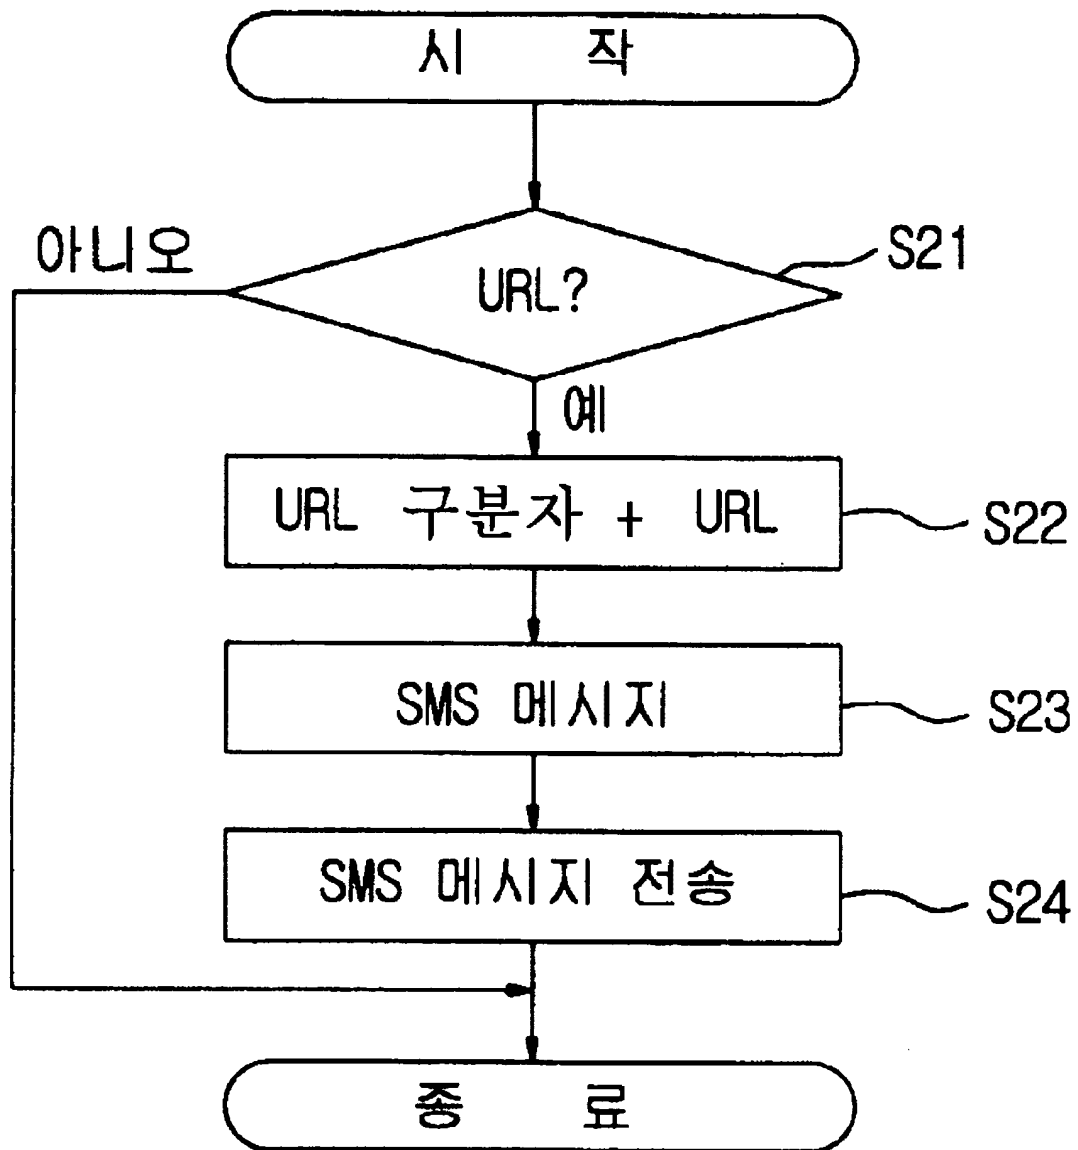 시 작
아니오
URL?
S21
예
URL 구분자 + URL
S22
SMS 메시지
S23
SMS 메시지 전송
S24
종 료